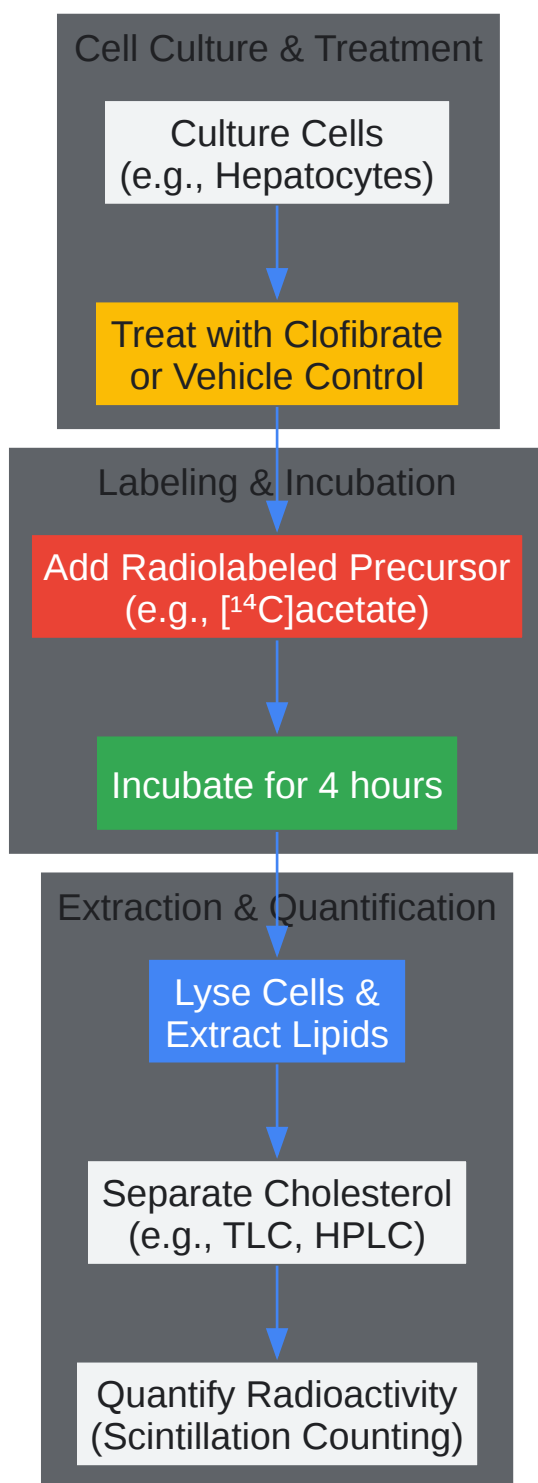 Cell Culture & Treatment
Culture Cells
(e.g., Hepatocytes)
Treat with Clofibrate
or Vehicle Control
Labeling & Incubation
Add Radiolabeled Precursor
(e.g., [¹⁴C]acetate)
Incubate for 4 hours
Extraction & Quantification
Lyse Cells &
Extract Lipids
Separate Cholesterol
(e.g., TLC, HPLC)
Quantify Radioactivity
(Scintillation Counting)